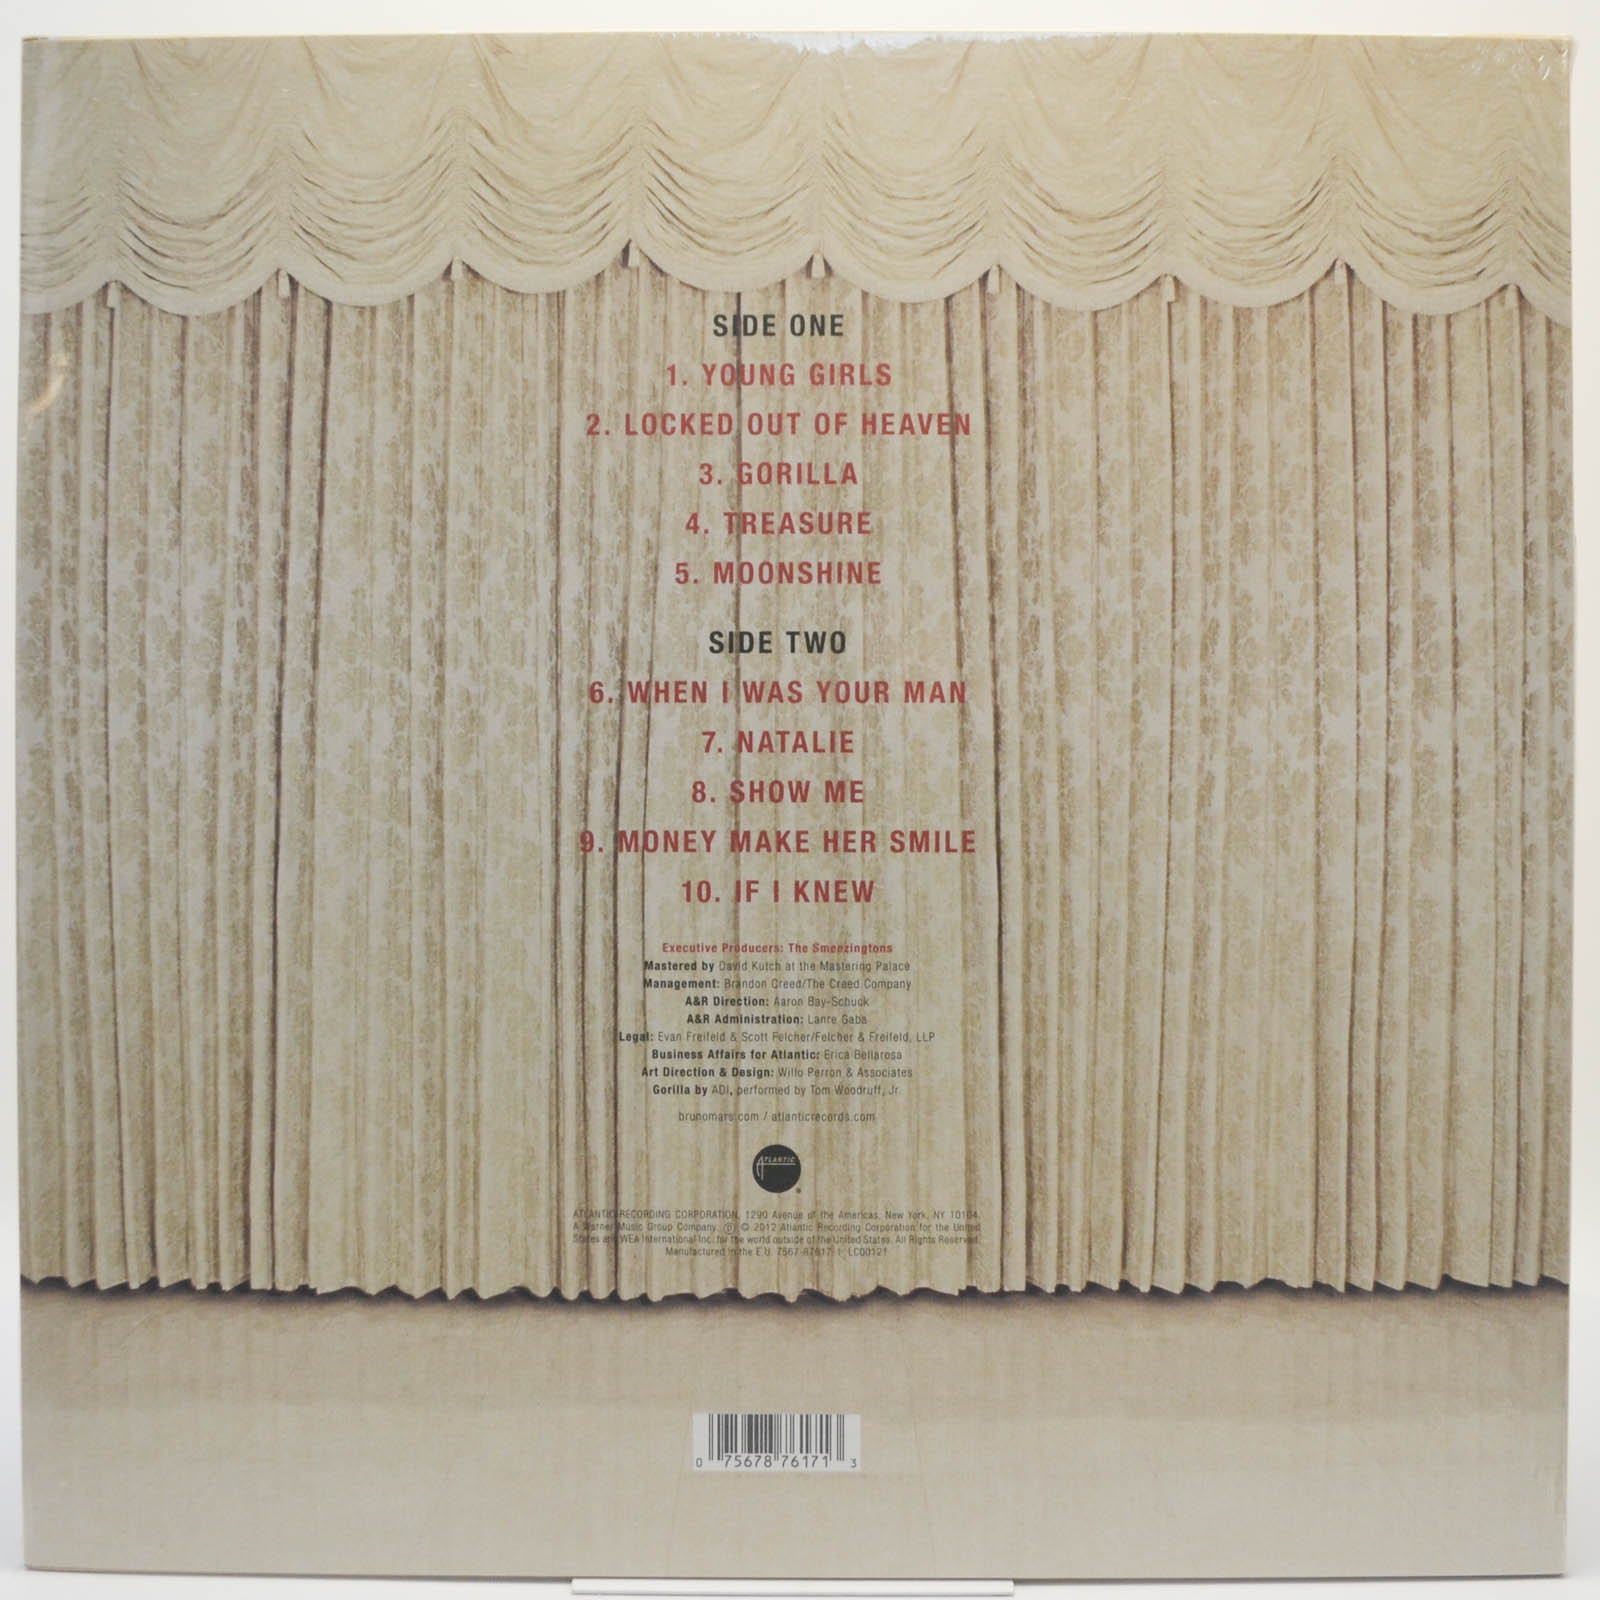 SIDE ONE
1. YOUNG GIRLS
2. LOCKED OUT OF HEAVEN
3. GORILLA
4. TREASURE
5. MOONSHINE
SIDE TWO
6. WHEN I WAS YOUR MAN
7. NATALIE
8. SHOW ME
9. MONEY MAKE HER SMILE
10. IF I KNEW
Executive Producers: The Smeezingtons
Mastered by David Kutch at the Mastering Palace
Management: Brandon Creed/The Creed Company
A&R Direction: Aaron Bay-Schuck
A&R Administration: Lanre Gaba
Legal: Evan Freifeld & Scott Felcher/Felcher & Freifeld, LLP
Business Affairs for Atlantic: Erica Bellarosa
Art Direction & Design: Willo Perron & Associates
Gorilla by ADI, performed by Tom Woodruff, Jr.
brunomars.com / atlanticrecords.com
ATLANTIC
®
ATLANTIC RECORDING CORPORATION, 1290 Avenue of the Americas, New York, NY 10104.
A Warner Music Group Company. ℗ © 2012 Atlantic Recording Corporation for the United
States and WEA International Inc. for the world outside of the United States. All Rights Reserved.
Manufactured in the E.U. 7567-87617-1 LC00121
0 75678 76171 3